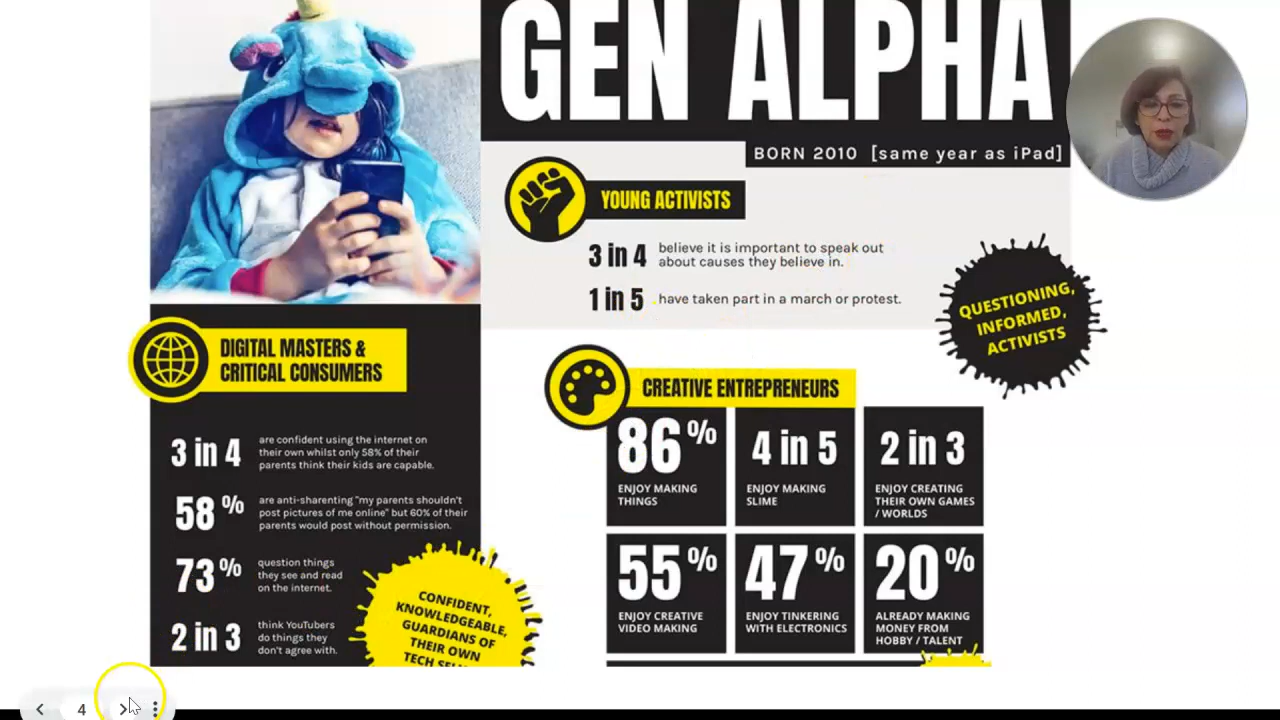 GEN ALPHA
BORN 2010 [same year as iPad]
YOUNG ACTIVISTS
3 in 4
believe it is important to speak out
about causes they believe in.
1 in 5
have taken part in a march or protest.
QUESTIONING,
INFORMED,
ACTIVISTS
DIGITAL MASTERS &
CRITICAL CONSUMERS
3 in 4
are confident using the internet on
their own whilst only 58% of their
parents think their kids are capable.
58%
are anti-sharenting "my parents shouldn't
post pictures of me online" but 60% of their
parents would post without permission.
73%
question things
they see and read
on the internet.
2 in 3
think YouTubers
do things they
don't agree with.
CONFIDENT,
KNOWLEDGEABLE,
GUARDIANS OF
THEIR OWN
TECH
CREATIVE ENTREPRENEURS
86%
ENJOY MAKING
THINGS
4 in 5
ENJOY MAKING
SLIME
2 in 3
ENJOY CREATING
THEIR OWN GAMES
/ WORLDS
55%
ENJOY CREATIVE
VIDEO MAKING
47%
ENJOY TINKERING
WITH ELECTRONICS
20%
ALREADY MAKING
MONEY FROM
HOBBY / TALENT
4